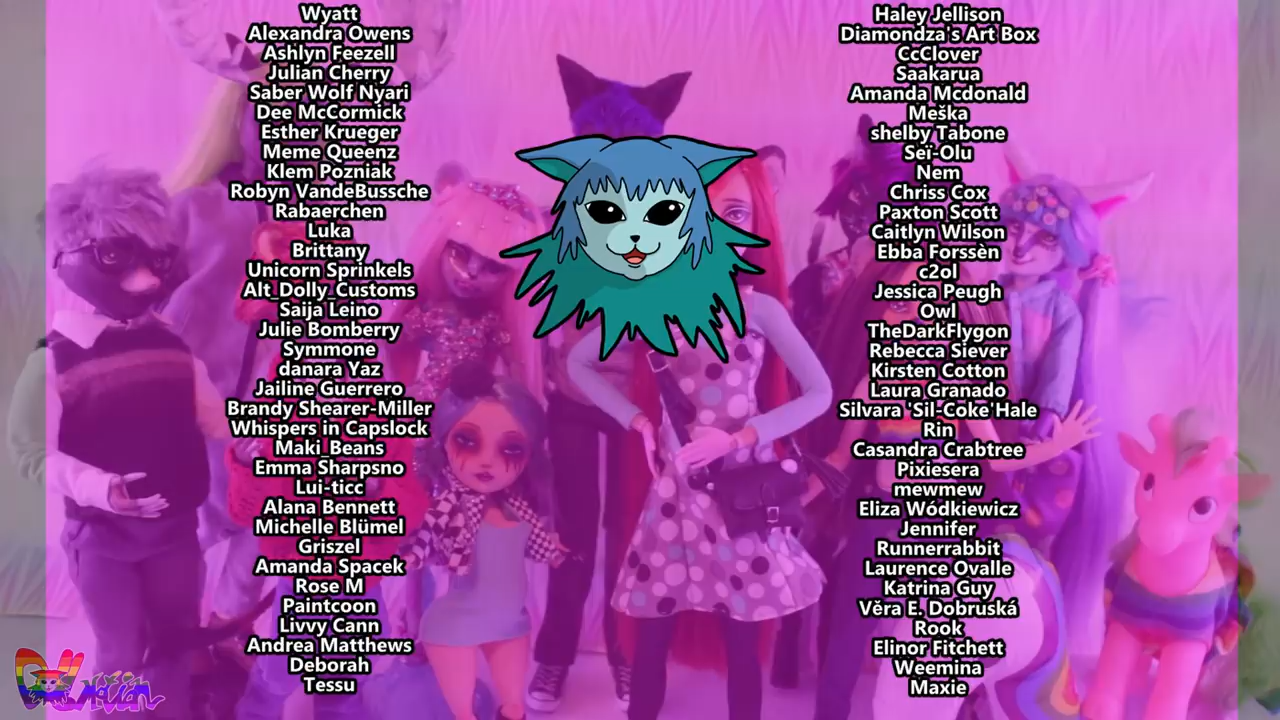 Wyatt
Alexandra Owens
Ashlyn Feezell
Julian Cherry
Saber Wolf Nyari
Dee McCormick
Esther Krueger
Meme Queenz
Klem Pozniak
Robyn VandeBussche
Rabaerchen
Luka
Brittany
Unicorn Sprinkels
Alt_Dolly_Customs
Saija Leino
Julie Bomberry
Symmone
danara Yaz
Jailine Guerrero
Brandy Shearer-Miller
Whispers in Capslock
Maki_Beans
Emma Sharpsno
Lui-ticc
Alana Bennett
Michelle Blümel
Griszel
Amanda Spacek
Rose M
Paintcoon
Livvy Cann
Andrea Matthews
Deborah
Tessu
Haley Jellison
Diamondza's Art Box
CcClover
Saakarua
Amanda Mcdonald
Meška
shelby Tabone
Seï-Olu
Nem
Chriss Cox
Paxton Scott
Caitlyn Wilson
Ebba Forssèn
c2ol
Jessica Peugh
Owl
TheDarkFlygon
Rebecca Siever
Kirsten Cotton
Laura Granado
Silvara 'Sil-Coke'Hale
Rin
Casandra Crabtree
Pixiesera
mewmew
Eliza Wódkiewicz
Jennifer
Runnerrabbit
Laurence Ovalle
Katrina Guy
Věra E. Dobruská
Rook
Elinor Fitchett
Weemina
Maxie